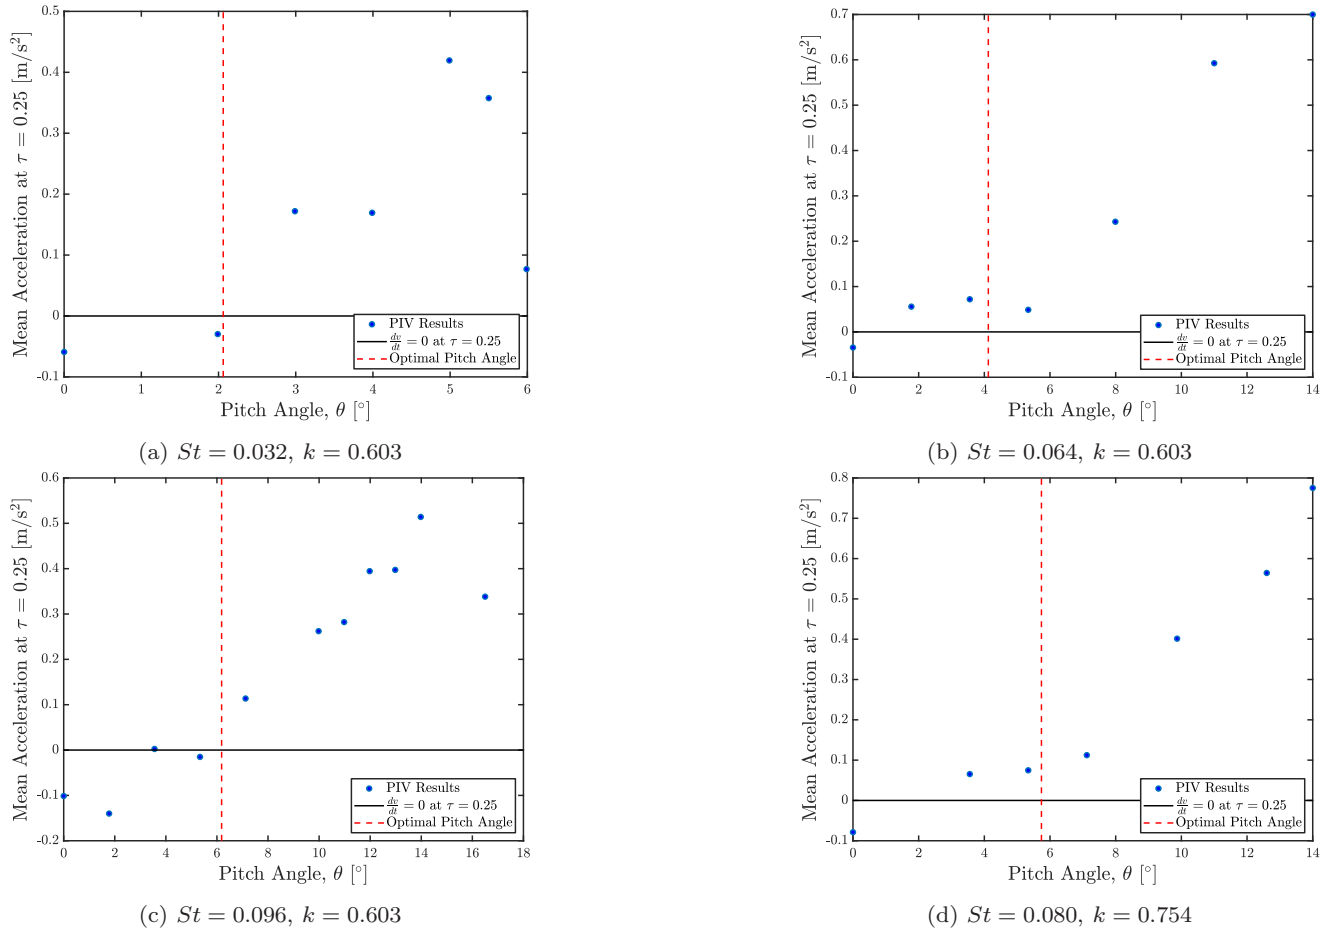 Mean Acceleration at τ = 0.25 [m/s²]
0.5
0.4
0.3
0.2
0.1
0
-0.1
0 1 2 3 4 5 6
Pitch Angle, θ [°]
PIV Results
dv/dt = 0 at τ = 0.25
Optimal Pitch Angle
(a) St = 0.032, k = 0.603
Mean Acceleration at τ = 0.25 [m/s²]
0.7
0.6
0.5
0.4
0.3
0.2
0.1
0
-0.1
0 2 4 6 8 10 12 14
Pitch Angle, θ [°]
PIV Results
dv/dt = 0 at τ = 0.25
Optimal Pitch Angle
(b) St = 0.064, k = 0.603
Mean Acceleration at τ = 0.25 [m/s²]
0.6
0.5
0.4
0.3
0.2
0.1
0
-0.1
-0.2
0 2 4 6 8 10 12 14 16 18
Pitch Angle, θ [°]
PIV Results
dv/dt = 0 at τ = 0.25
Optimal Pitch Angle
(c) St = 0.096, k = 0.603
Mean Acceleration at τ = 0.25 [m/s²]
0.8
0.7
0.6
0.5
0.4
0.3
0.2
0.1
0
-0.1
0 2 4 6 8 10 12 14
Pitch Angle, θ [°]
PIV Results
dv/dt = 0 at τ = 0.25
Optimal Pitch Angle
(d) St = 0.080, k = 0.754